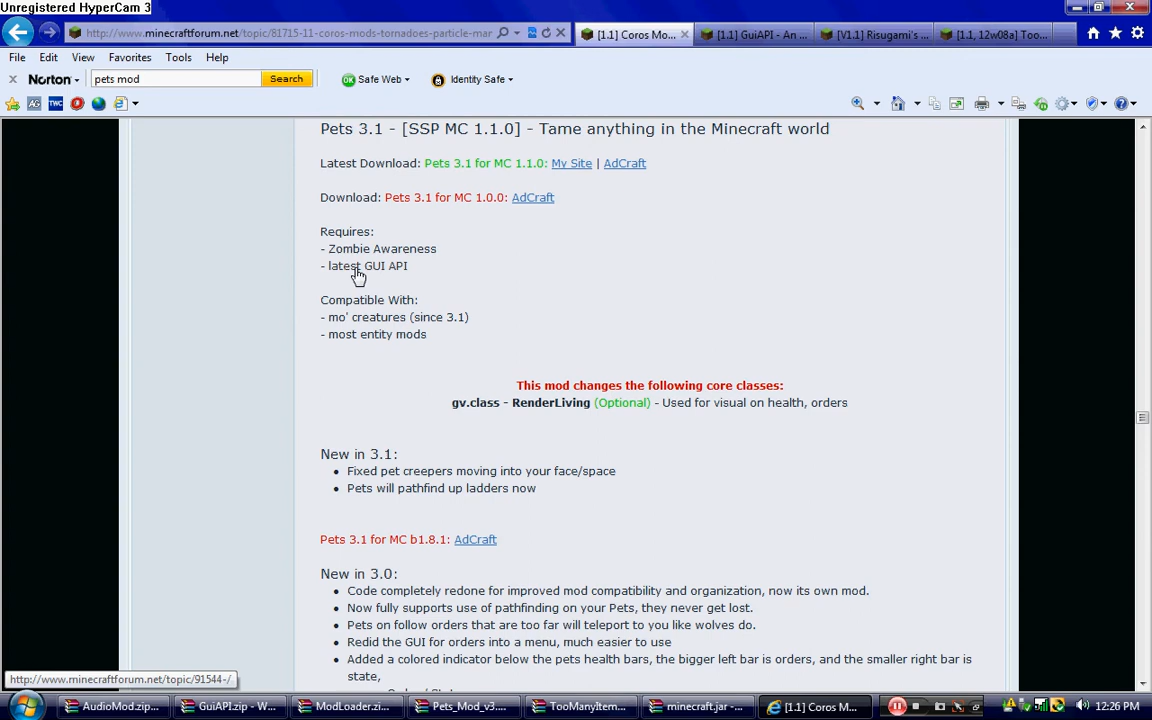 Unregistered HyperCam 3
http://www.minecraftforum.net/topic/81715-11-coros-mods-tornadoes-particle-mar
[1.1] Coros Mo...
[1.1] GuiAPI - An ...
[V1.1] Risugami's ...
[1.1, 12w08a] Too...
File Edit View Favorites Tools Help
Norton pets mod Search Safe Web Identity Safe
AG TWC
Pets 3.1 - [SSP MC 1.1.0] - Tame anything in the Minecraft world
Latest Download: Pets 3.1 for MC 1.1.0: My Site | AdCraft
Download: Pets 3.1 for MC 1.0.0: AdCraft
Requires:
- Zombie Awareness
- latest GUI API
Compatible With:
- mo' creatures (since 3.1)
- most entity mods
This mod changes the following core classes:
gv.class - RenderLiving (Optional) - Used for visual on health, orders
New in 3.1:
• Fixed pet creepers moving into your face/space
• Pets will pathfind up ladders now
Pets 3.1 for MC b1.8.1: AdCraft
New in 3.0:
• Code completely redone for improved mod compatibility and organization, now its own mod.
• Now fully supports use of pathfinding on your Pets, they never get lost.
• Pets on follow orders that are too far will teleport to you like wolves do.
• Redid the GUI for orders into a menu, much easier to use
• Added a colored indicator below the pets health bars, the bigger left bar is orders, and the smaller right bar is
state,
http://www.minecraftforum.net/topic/91544-/
AudioMod.zip...
GuiAPI.zip - W...
ModLoader.zi...
Pets_Mod_v3....
TooManyItem...
minecraft.jar -...
[1.1] Coros M...
12:26 PM